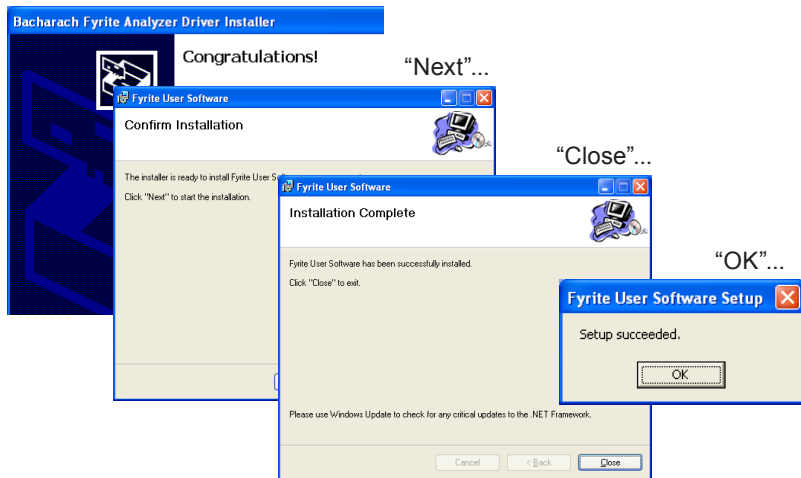 Bacharach Fyrite Analyzer Driver Installer
Congratulations!
“Next”...
Fyrite User Software
Confirm Installation
The installer is ready to install Fyrite User
Click "Next" to start the installation.
“Close”...
Fyrite User Software
Installation Complete
Fyrite User Software has been successfully installed.
Click "Close" to exit.
Please use Windows Update to check for any critical updates to the .NET Framework.
Cancel
< Back
Close
“OK”...
Fyrite User Software Setup
Setup succeeded.
OK